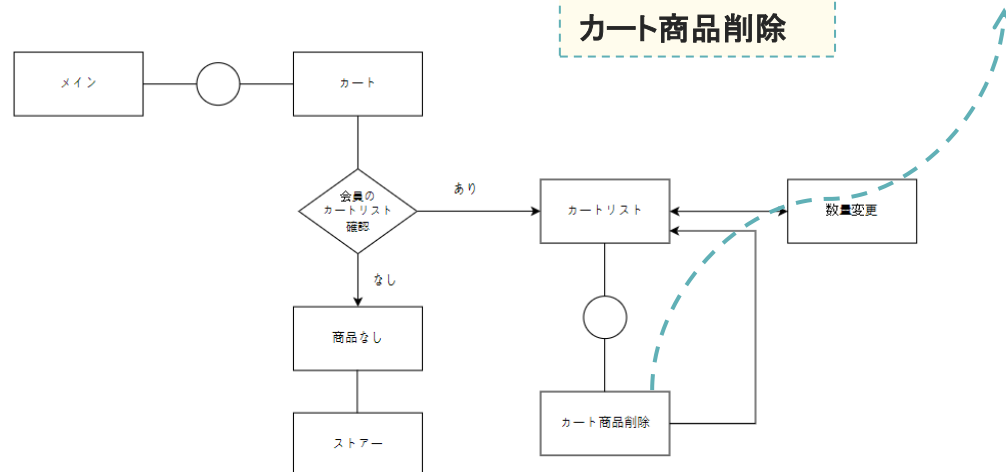 カート商品削除
メイン
カート
会員の
カートリスト
確認
あり
カートリスト
数量変更
なし
商品なし
カート商品削除
ストアー